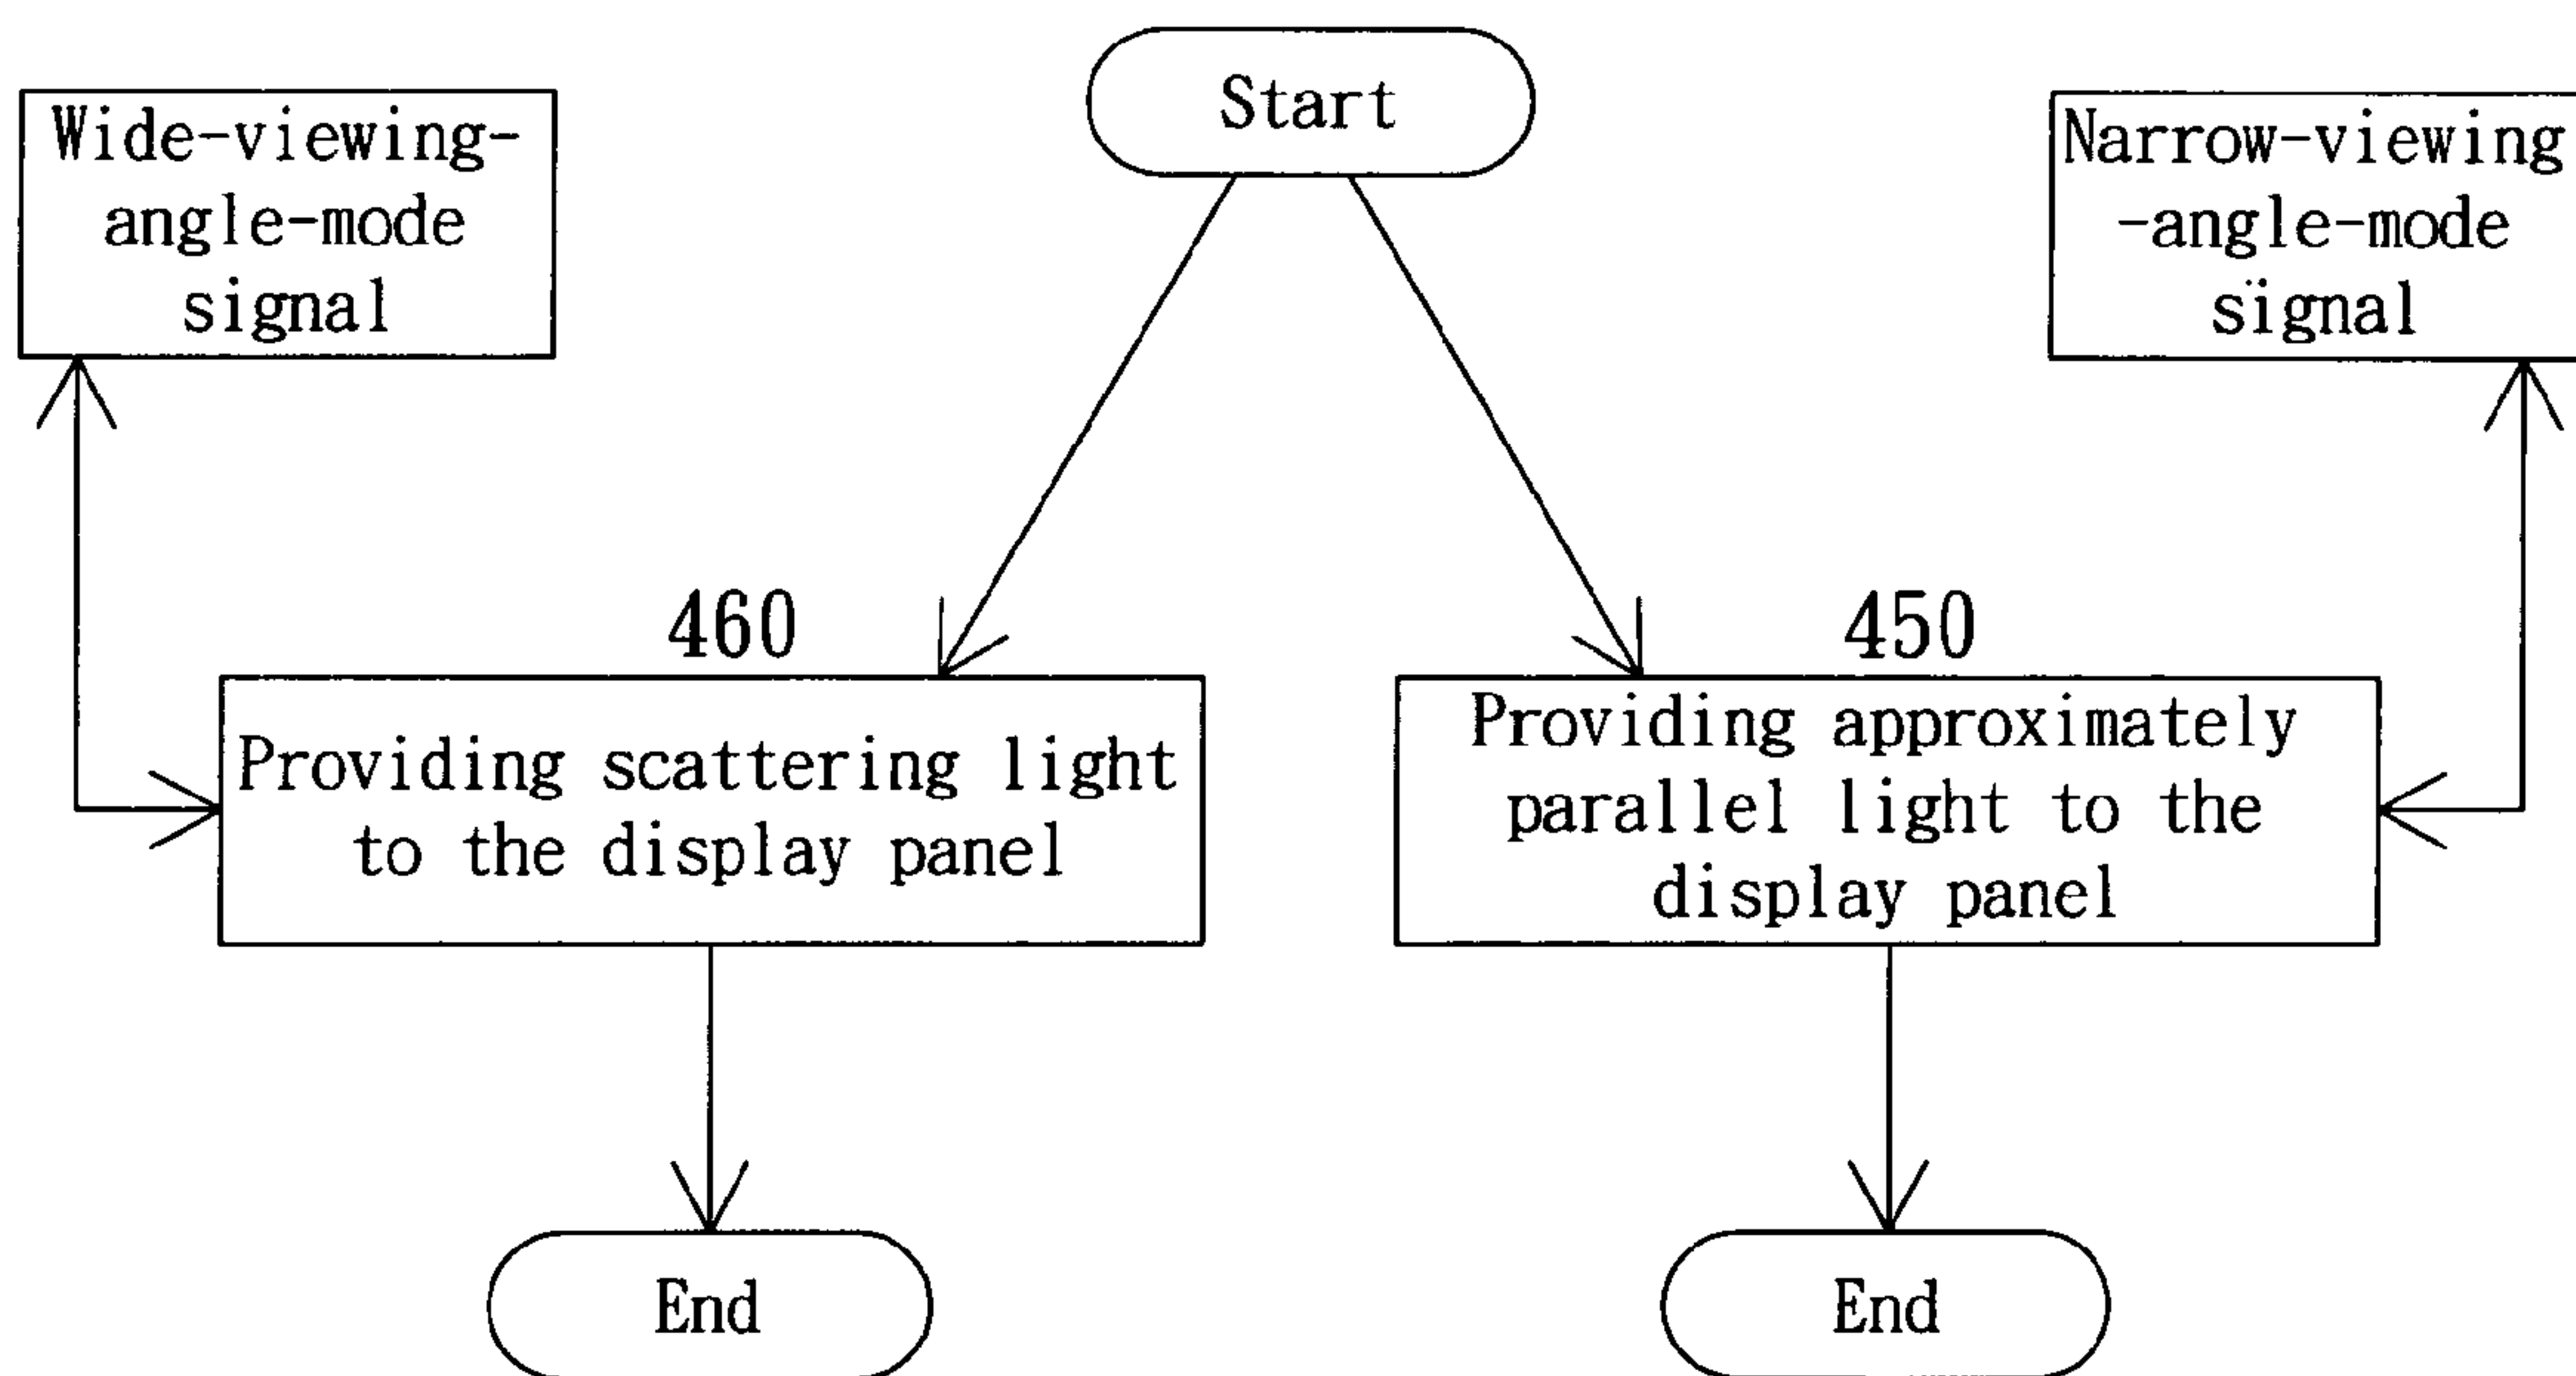 Start
Wide-viewing-
angle-mode
signal
Narrow-viewing
-angle-mode
signal
460
Providing scattering light
to the display panel
450
Providing approximately
parallel light to the
display panel
End
End